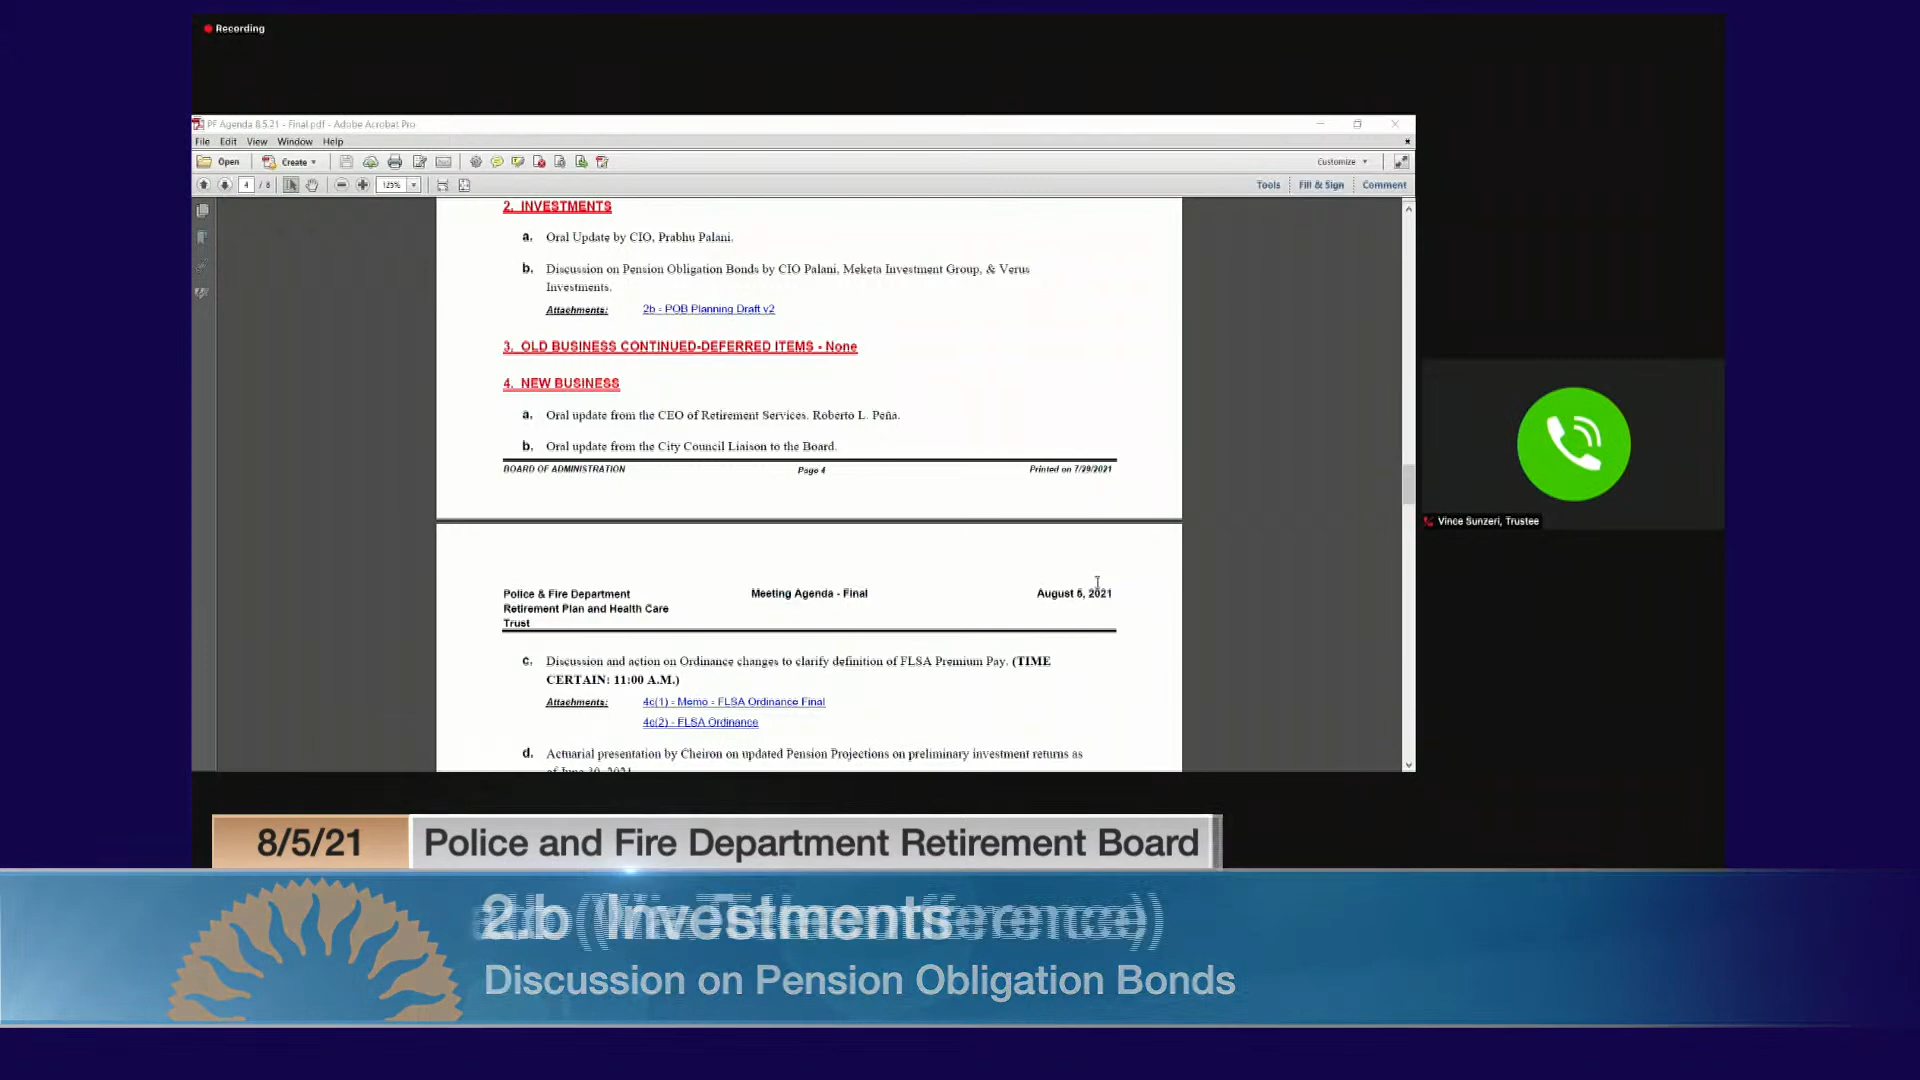 Recording
PF Agenda 8.5.21 - Final.pdf - Adobe Acrobat Pro
File Edit View Window Help
Open Create Customize
4 / 8 125% Tools Fill & Sign Comment
2. INVESTMENTS
a. Oral Update by CIO, Prabhu Palani.
b. Discussion on Pension Obligation Bonds by CIO Palani, Meketa Investment Group, & Verus
Investments.
Attachments: 2b - POB Planning Draft v2
3. OLD BUSINESS CONTINUED-DEFERRED ITEMS - None
4. NEW BUSINESS
a. Oral update from the CEO of Retirement Services, Roberto L. Peña.
b. Oral update from the City Council Liaison to the Board.
BOARD OF ADMINISTRATION Page 4 Printed on 7/29/2021
Police & Fire Department Meeting Agenda - Final August 5, 2021
Retirement Plan and Health Care
Trust
c. Discussion and action on Ordinance changes to clarify definition of FLSA Premium Pay. (TIME
CERTAIN: 11:00 A.M.)
Attachments: 4c(1) - Memo - FLSA Ordinance Final
4c(2) - FLSA Ordinance
d. Actuarial presentation by Cheiron on updated Pension Projections on preliminary investment returns as
of June 30, 2021
Vince Sunzeri, Trustee
8/5/21 Police and Fire Department Retirement Board
2.b Investments
Discussion on Pension Obligation Bonds